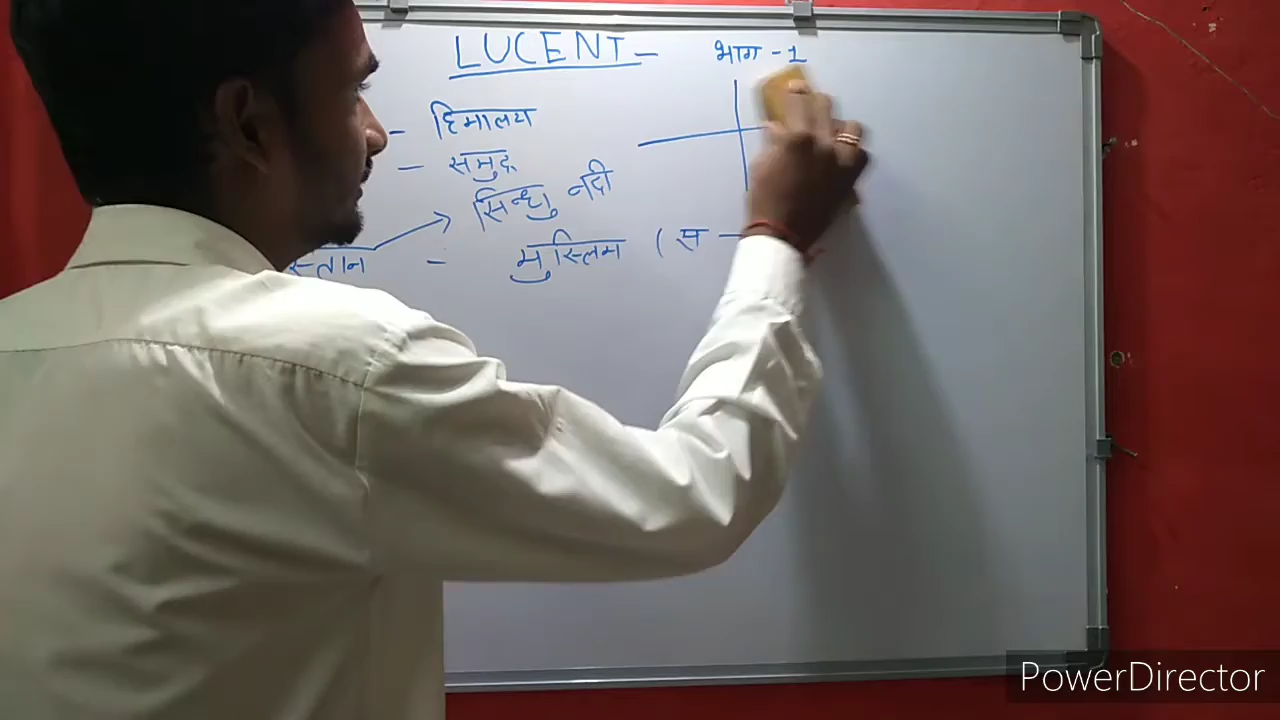 LUCENT – भाग - 1
– हिमालय
– समुद्र
सिन्धु नदी
स्तान - मुस्लिम ( स –
PowerDirector